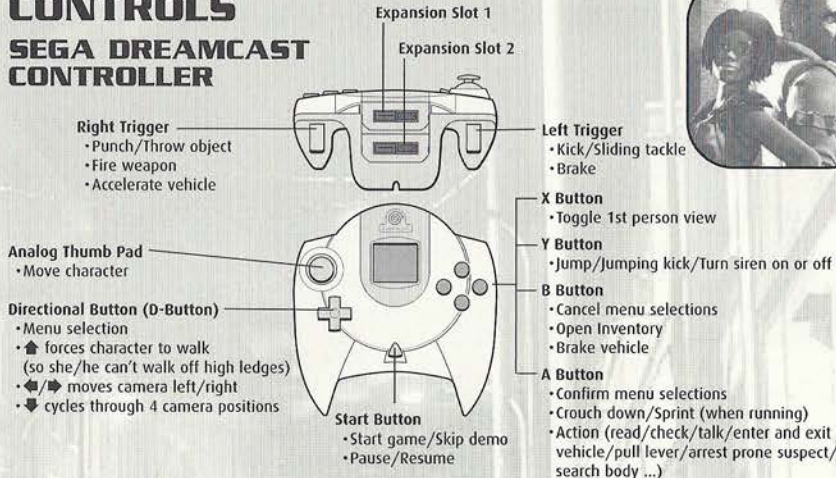 CONTROLS
SEGA DREAMCAST
CONTROLLER
Expansion Slot 1
Expansion Slot 2
Right Trigger
•Punch/Throw object
•Fire weapon
•Accelerate vehicle
Left Trigger
•Kick/Sliding tackle
•Brake
Analog Thumb Pad
•Move character
Directional Button (D-Button)
•Menu selection
•⬆ forces character to walk
(so she/he can't walk off high ledges)
•⬅/➡ moves camera left/right
•⬇ cycles through 4 camera positions
Start Button
•Start game/Skip demo
•Pause/Resume
X Button
•Toggle 1st person view
Y Button
•Jump/Jumping kick/Turn siren on or off
B Button
•Cancel menu selections
•Open Inventory
•Brake vehicle
A Button
•Confirm menu selections
•Crouch down/Sprint (when running)
•Action (read/check/talk/enter and exit
vehicle/pull lever/arrest prone suspect/
search body ...)